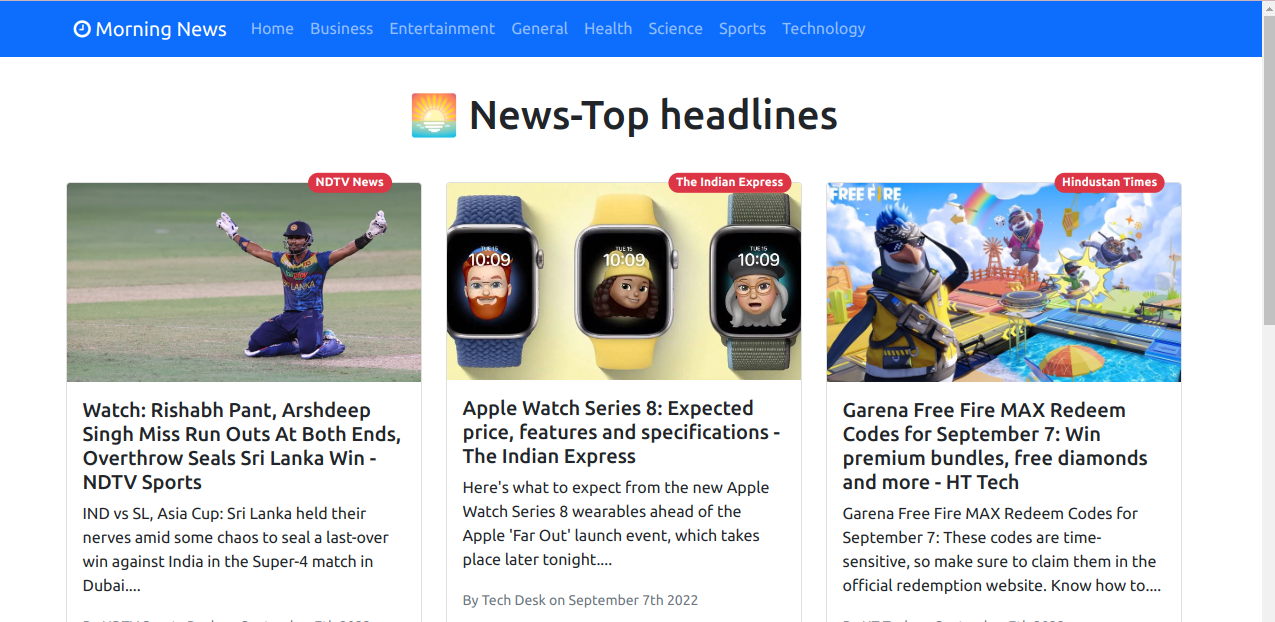 Morning News Home Business Entertainment General Health Science Sports Technology
News-Top headlines
NDTV News
SRI LANKA
Watch: Rishabh Pant, Arshdeep
Singh Miss Run Outs At Both Ends,
Overthrow Seals Sri Lanka Win -
NDTV Sports
IND vs SL, Asia Cup: Sri Lanka held their
nerves amid some chaos to seal a last-over
win against India in the Super-4 match in
Dubai....
The Indian Express
TUE 15
10:09
TUE 15
10:09
TUE 15
10:09
Apple Watch Series 8: Expected
price, features and specifications -
The Indian Express
Here's what to expect from the new Apple
Watch Series 8 wearables ahead of the
Apple 'Far Out' launch event, which takes
place later tonight....
By Tech Desk on September 7th 2022
Hindustan Times
FREE FIRE
Garena Free Fire MAX Redeem
Codes for September 7: Win
premium bundles, free diamonds
and more - HT Tech
Garena Free Fire MAX Redeem Codes for
September 7: These codes are time-
sensitive, so make sure to claim them in the
official redemption website. Know how to....